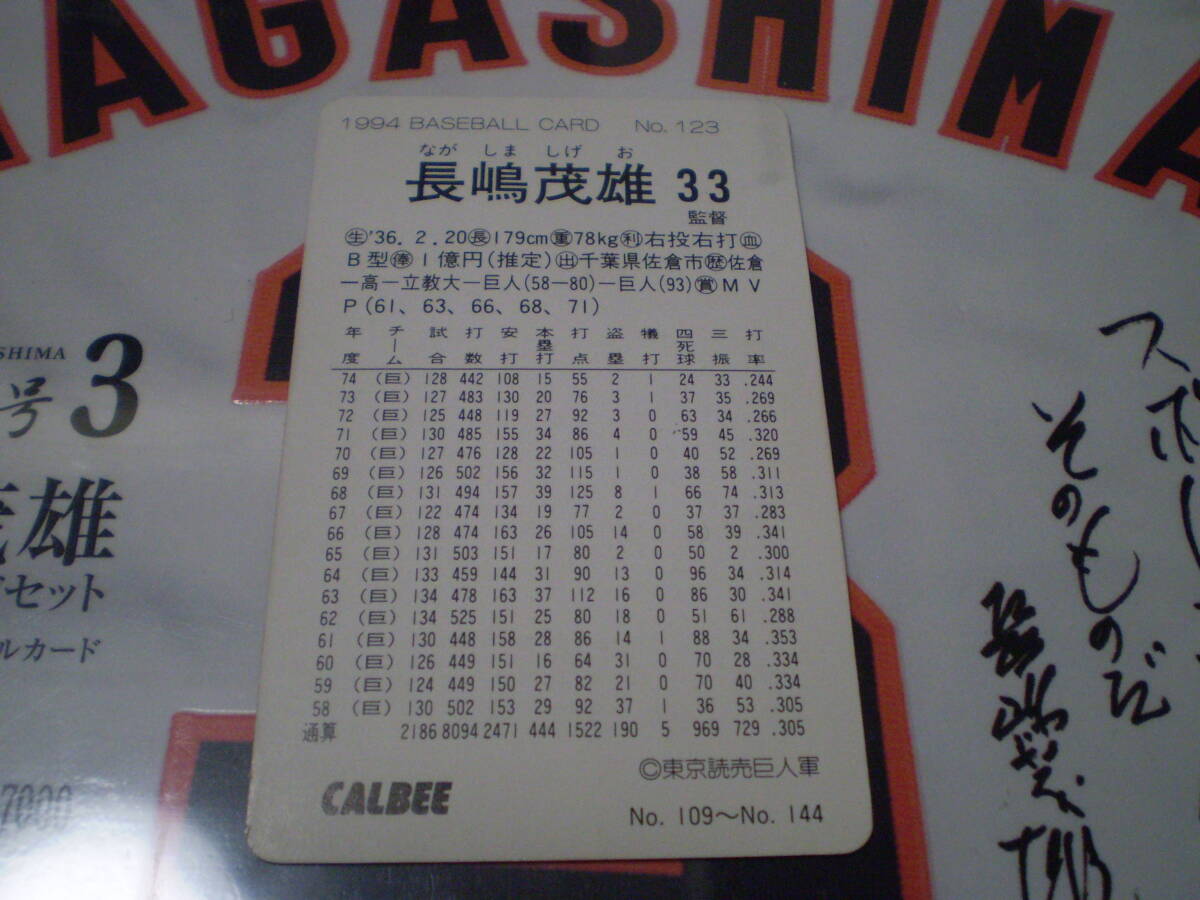 NAGASHIMA
1994 BASEBALL CARD No. 123
なが しま しげ お
長嶋茂雄 33
監督
生'36. 2. 20長179cm重78kg利右投右打血
B型俸1億円(推定)出千葉県佐倉市歴佐倉
一高ー立教大ー巨人(58ー80)ー巨人(93)賞MV
P(61、63、66、68、71)
年度 チーム 試合 打数 安打 本塁打 打点 盗塁 犠打 四死球 三振 打率
74 (巨) 128 442 108 15 55 2 1 24 33 .244
73 (巨) 127 483 130 20 76 3 1 37 35 .269
72 (巨) 125 448 119 27 92 3 0 63 34 .266
71 (巨) 130 485 155 34 86 4 0 59 45 .320
70 (巨) 127 476 128 22 105 1 0 40 52 .269
69 (巨) 126 502 156 32 115 1 0 38 58 .311
68 (巨) 131 494 157 39 125 8 1 66 74 .313
67 (巨) 122 474 134 19 77 2 0 37 37 .283
66 (巨) 128 474 163 26 105 14 0 58 39 .341
65 (巨) 131 503 151 17 80 2 0 50 2 .300
64 (巨) 133 459 144 31 90 13 0 96 34 .314
63 (巨) 134 478 163 37 112 16 0 86 30 .341
62 (巨) 134 525 151 25 80 18 0 51 61 .288
61 (巨) 130 448 158 28 86 14 1 88 34 .353
60 (巨) 126 449 151 16 64 31 0 70 28 .334
59 (巨) 124 449 150 27 82 21 0 70 40 .334
58 (巨) 130 502 153 29 92 37 1 36 53 .305
通算 2186 8094 2471 444 1522 190 5 969 729 .305
©東京読売巨人軍
CALBEE
No. 109〜No. 144
SHIMA
号3
茂雄
セット
ルカード
7000
スポ
そのものだ